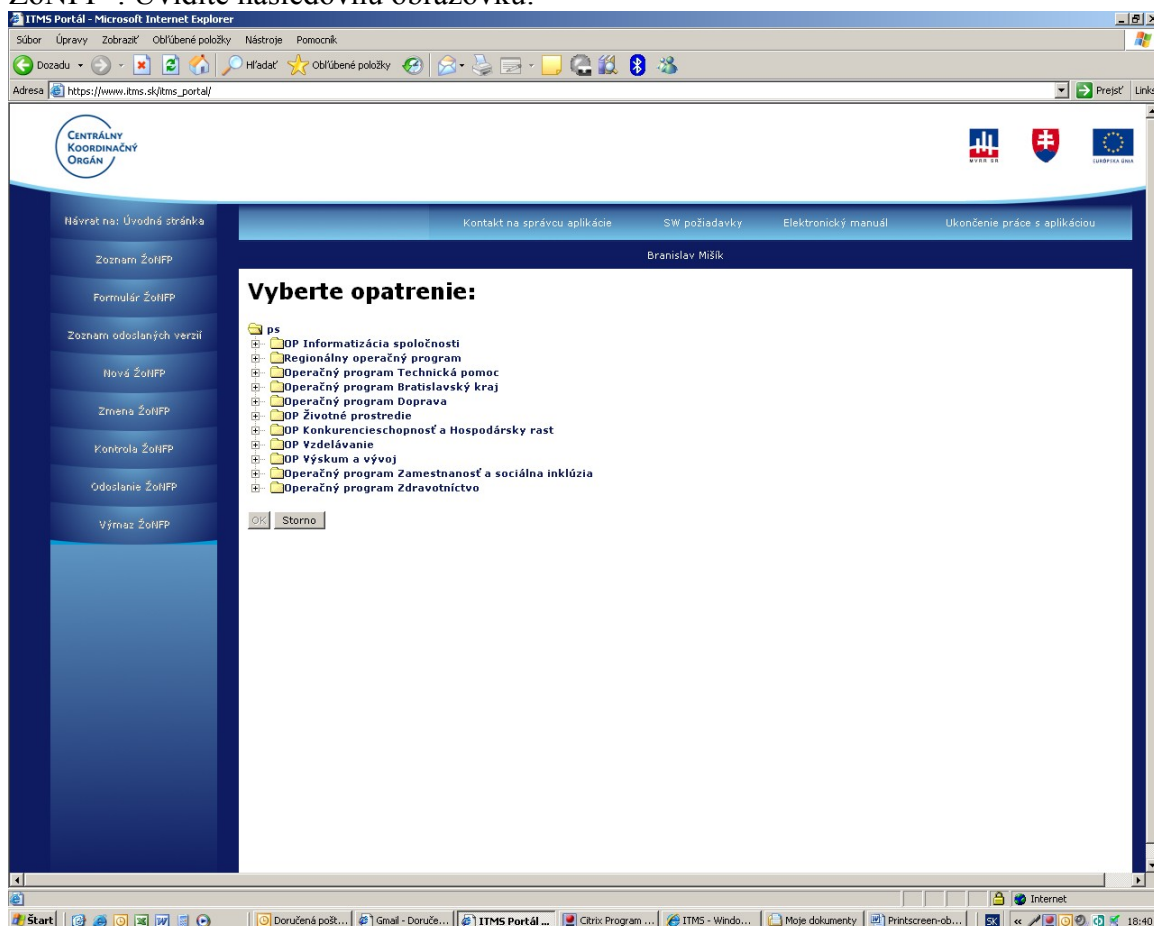 ZoNFP". Uvidíte nasledovnú obrazovku:
ITMS Portál - Microsoft Internet Explorer
Súbor Úpravy Zobraziť Obľúbené položky Nástroje Pomocník
Dozadu Hľadať Obľúbené položky
Adresa https://www.itms.sk/itms_portal/ Prejsť Links
CENTRÁLNY
KOORDINAČNÝ
ORGÁN
MVRR SR
EURÓPSKA ÚNIA
Návrat na: Úvodná stránka
Kontakt na správcu aplikácie SW požiadavky Elektronický manuál Ukončenie práce s aplikáciou
Branislav Mišík
Zoznam ŽoNFP
Formulár ŽoNFP
Zoznam odoslaných verzií
Nová ŽoNFP
Zmena ŽoNFP
Kontrola ŽoNFP
Odoslanie ŽoNFP
Výmaz ŽoNFP
Vyberte opatrenie:
ps
OP Informatizácia spoločnosti
Regionálny operačný program
Operačný program Technická pomoc
Operačný program Bratislavský kraj
Operačný program Doprava
OP Životné prostredie
OP Konkurencieschopnosť a Hospodársky rast
OP Vzdelávanie
OP Výskum a vývoj
Operačný program Zamestnanosť a sociálna inklúzia
Operačný program Zdravotníctvo
OK Storno
Internet
Štart Doručená pošt... Gmail - Doruče... ITMS Portál ... Citrix Program ... ITMS - Windo... Moje dokumenty Printscreen-ob... SK 18:40